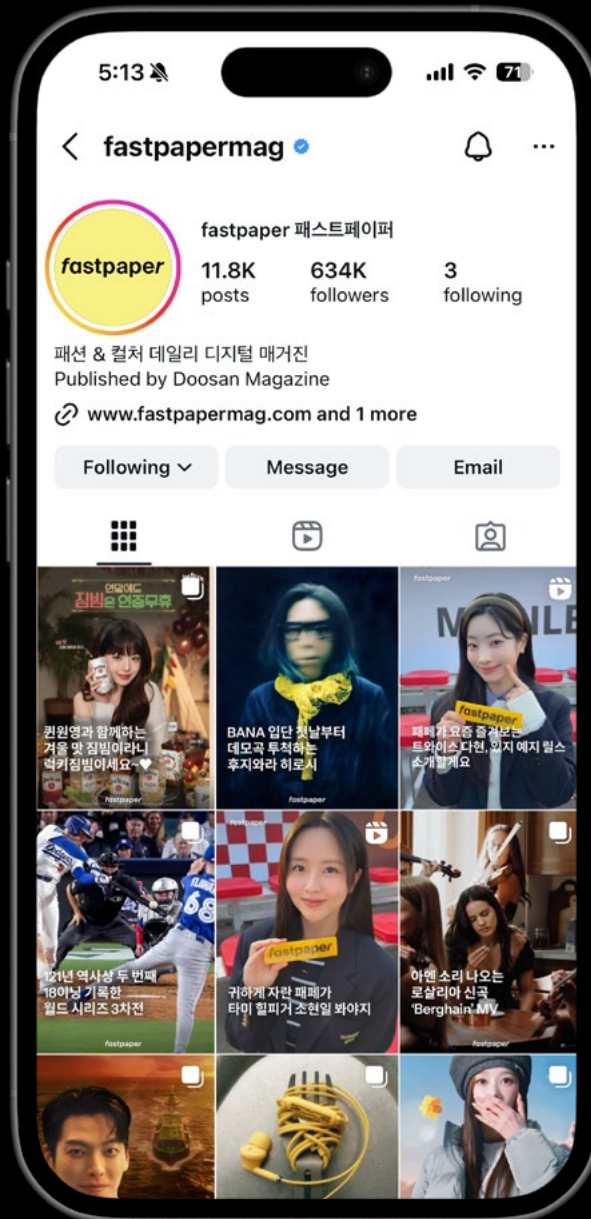 5:13
71
fastpapermag
fastpaper
fastpaper 패스트페이퍼
11.8K
634K
3
posts
followers
following
패션 & 컬처 데일리 디지털 매거진
Published by Doosan Magazine
www.fastpapermag.com and 1 more
Following
Message
Email
연말에도
짐빔은 연중무휴
퀸원영과 함께하는
겨울 맛 짐빔이라니
럭키짐빔이세요~♥
fastpaper
BANA 입단 첫날부터
데모곡 투척하는
후지와라 히로시
fastpaper
fastpaper
fastpaper
패페가 요즘 즐겨보는
트와이스 다현, 있지 예지 릴스
소개할게요
Dodgers
68
121년 역사상 두 번째
18이닝 기록한
월드 시리즈 3차전
fastpaper
fastpaper
fastpaper
귀하게 자란 패페가
타미 힐피거 소현일 봐야지
아멘 소리 나오는
로살리아 신곡
‘Berghain’ MV
fastpaper